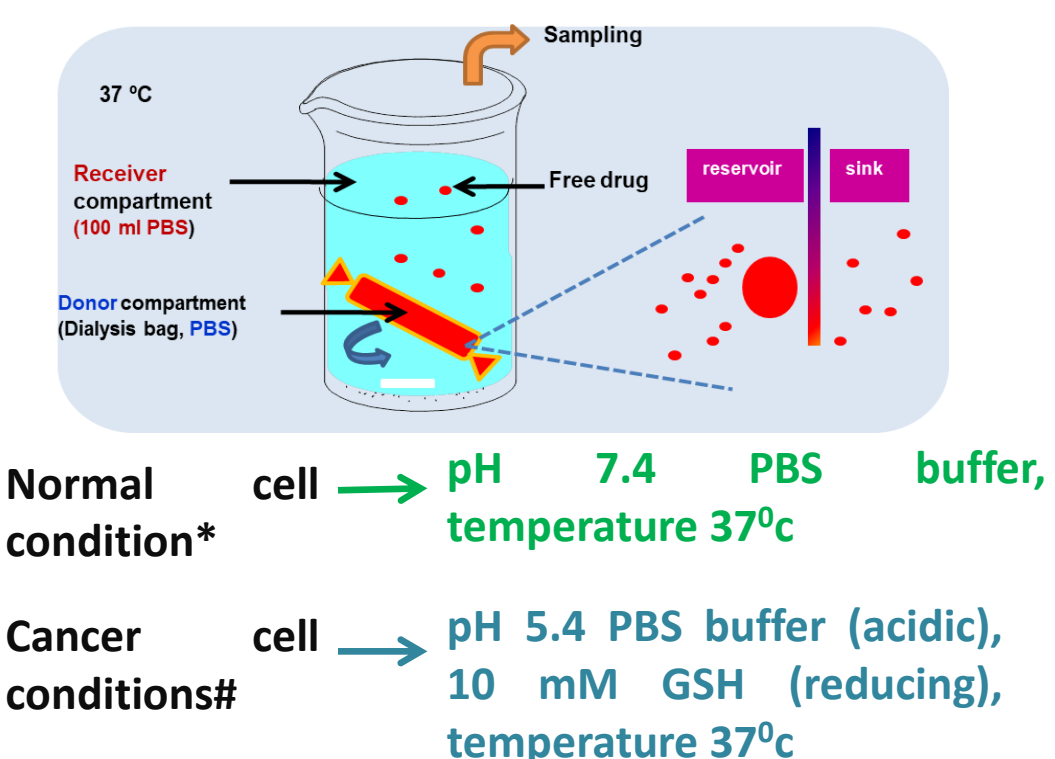 Sampling
37 ºC
Receiver
compartment
(100 ml PBS)
Free drug
reservoir
sink
Donor compartment
(Dialysis bag, PBS)
Normal cell
condition*
pH 7.4 PBS buffer,
temperature 37⁰c
Cancer cell
conditions#
pH 5.4 PBS buffer (acidic),
10 mM GSH (reducing),
temperature 37⁰c